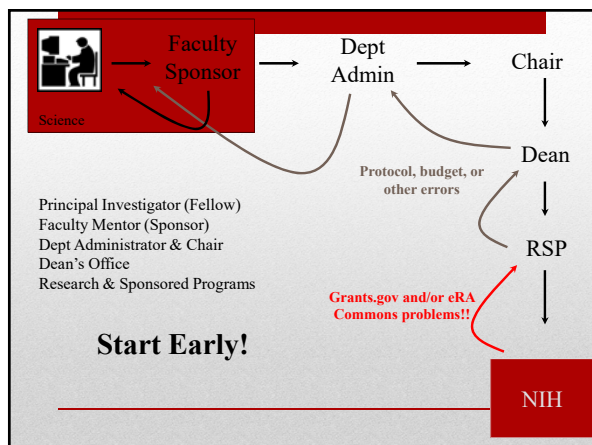 Faculty
Sponsor
Dept
Admin
Chair
Science
Dean
Protocol, budget, or
other errors
Principal Investigator (Fellow)
Faculty Mentor (Sponsor)
Dept Administrator & Chair
Dean's Office
Research & Sponsored Programs
RSP
Grants.gov and/or eRA
Commons problems!!
Start Early!
NIH